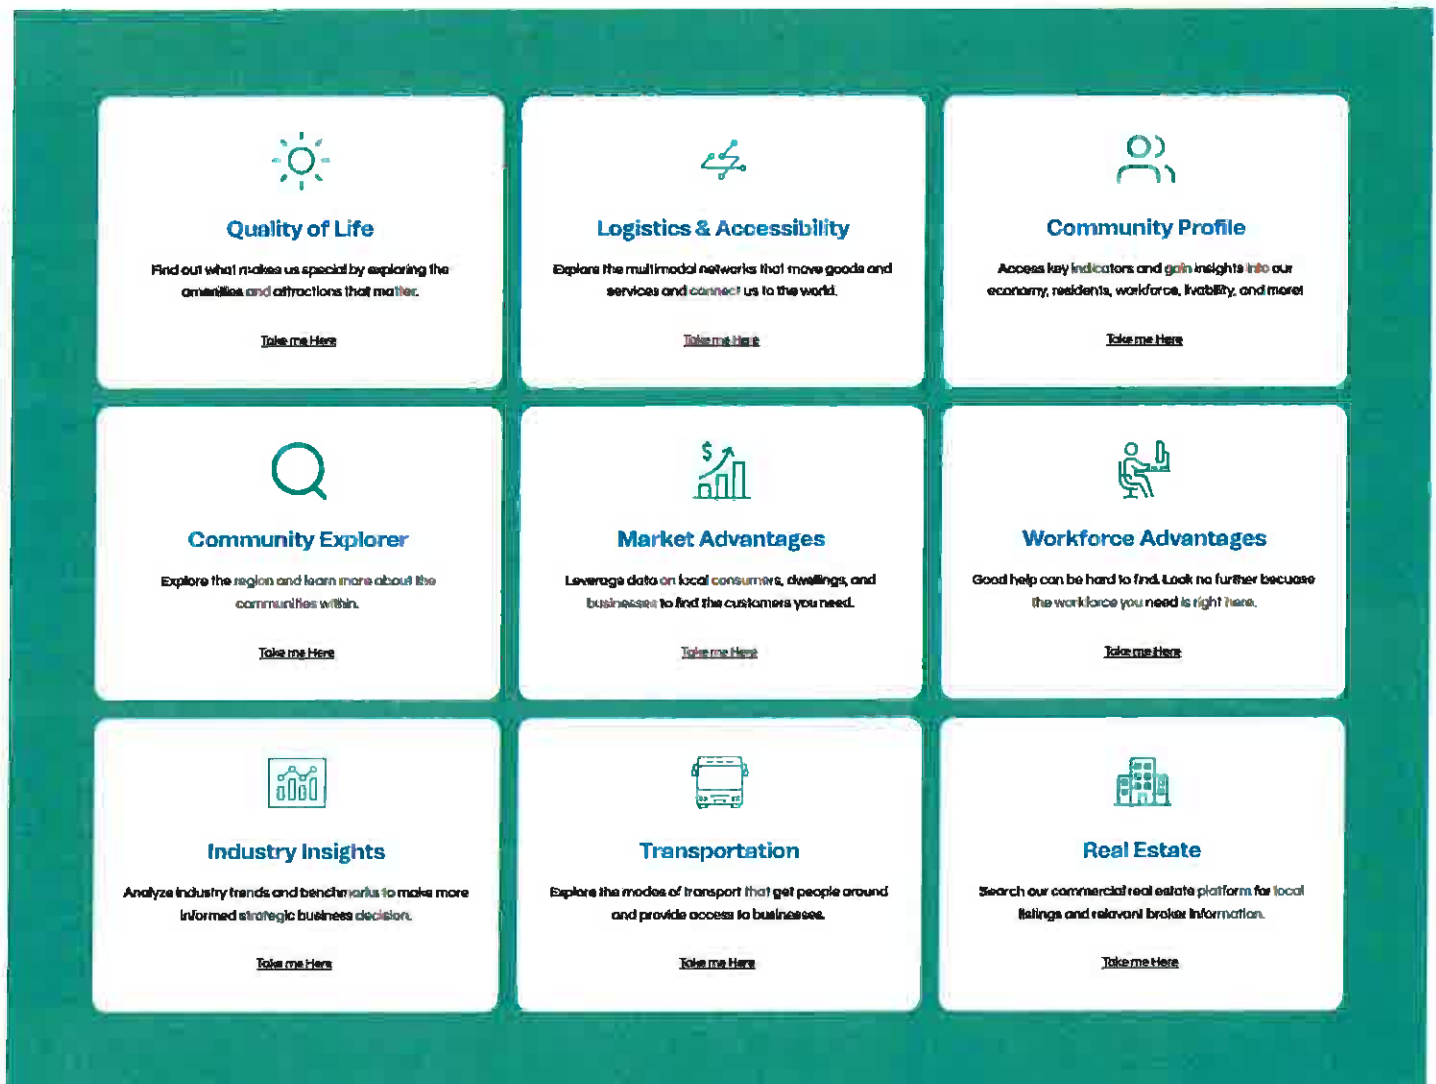 Quality of Life
Find out what makes us special by exploring the
amenities and attractions that matter.
Take me Here
Logistics & Accessibility
Explore the multimodal networks that move goods and
services and connect us to the world.
Take me Here
Community Profile
Access key indicators and gain insights into our
economy, residents, workforce, livability, and more!
Take me Here
Community Explorer
Explore the region and learn more about the
communities within.
Take me Here
$
Market Advantages
Leverage data on local consumers, dwellings, and
businesses to find the customers you need.
Take me Here
Workforce Advantages
Good help can be hard to find. Look no further becuase
the workforce you need is right here.
Take me Here
Industry Insights
Analyze industry trends and benchmarks to make more
informed strategic business decision.
Take me Here
Transportation
Explore the modes of transport that get people around
and provide access to businesses.
Take me Here
Real Estate
Search our commercial real estate platform for local
listings and relevant broker information.
Take me Here